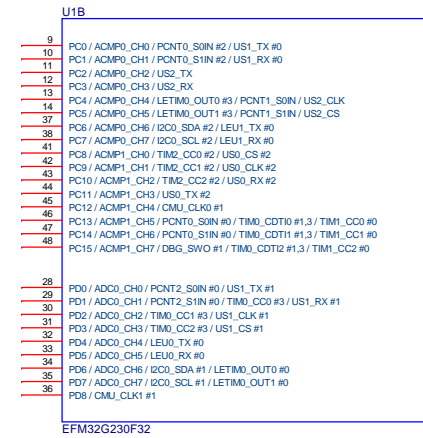 U1B
9 PC0 / ACMP0_CH0 / PCNT0_S0IN #2 / US1_TX #0
10 PC1 / ACMP0_CH1 / PCNT0_S1IN #2 / US1_RX #0
11 PC2 / ACMP0_CH2 / US2_TX
12 PC3 / ACMP0_CH3 / US2_RX
13 PC4 / ACMP0_CH4 / LETIM0_OUT0 #3 / PCNT1_S0IN / US2_CLK
14 PC5 / ACMP0_CH5 / LETIM0_OUT1 #3 / PCNT1_S1IN / US2_CS
37 PC6 / ACMP0_CH6 / I2C0_SDA #2 / LEU1_TX #0
38 PC7 / ACMP0_CH7 / I2C0_SCL #2 / LEU1_RX #0
41 PC8 / ACMP1_CH0 / TIM2_CC0 #2 / US0_CS #2
42 PC9 / ACMP1_CH1 / TIM2_CC1 #2 / US0_CLK #2
43 PC10 / ACMP1_CH2 / TIM2_CC2 #2 / US0_RX #2
44 PC11 / ACMP1_CH3 / US0_TX #2
45 PC12 / ACMP1_CH4 / CMU_CLK0 #1
46 PC13 / ACMP1_CH5 / PCNT0_S0IN #0 / TIM0_CDTI0 #1,3 / TIM1_CC0 #0
47 PC14 / ACMP1_CH6 / PCNT0_S1IN #0 / TIM0_CDTI1 #1,3 / TIM1_CC1 #0
48 PC15 / ACMP1_CH7 / DBG_SWO #1 / TIM0_CDTI2 #1,3 / TIM1_CC2 #0
28 PD0 / ADC0_CH0 / PCNT2_S0IN #0 / US1_TX #1
29 PD1 / ADC0_CH1 / PCNT2_S1IN #0 / TIM0_CC0 #3 / US1_RX #1
30 PD2 / ADC0_CH2 / TIM0_CC1 #3 / US1_CLK #1
31 PD3 / ADC0_CH3 / TIM0_CC2 #3 / US1_CS #1
32 PD4 / ADC0_CH4 / LEU0_TX #0
33 PD5 / ADC0_CH5 / LEU0_RX #0
34 PD6 / ADC0_CH6 / I2C0_SDA #1 / LETIM0_OUT0 #0
35 PD7 / ADC0_CH7 / I2C0_SCL #1 / LETIM0_OUT1 #0
36 PD8 / CMU_CLK1 #1
EFM32G230F32